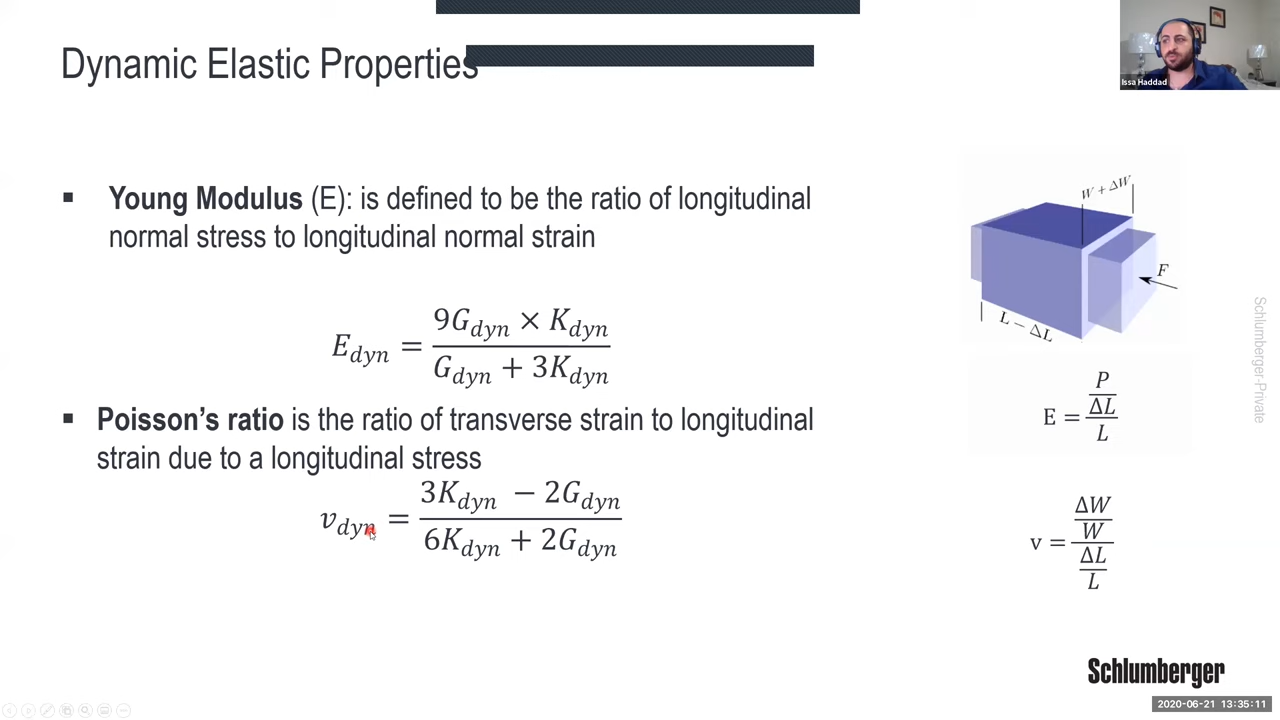 Dynamic Elastic Properties
Issa Haddad
▪ Young Modulus (E): is defined to be the ratio of longitudinal
normal stress to longitudinal normal strain
E_dyn = (9G_dyn × K_dyn) / (G_dyn + 3K_dyn)
▪ Poisson’s ratio is the ratio of transverse strain to longitudinal
strain due to a longitudinal stress
v_dyn = (3K_dyn − 2G_dyn) / (6K_dyn + 2G_dyn)
W + ΔW
F
L − ΔL
E = P / (ΔL / L)
v = (ΔW / W) / (ΔL / L)
Schlumberger-Private
Schlumberger
2020-06-21 13:35:11